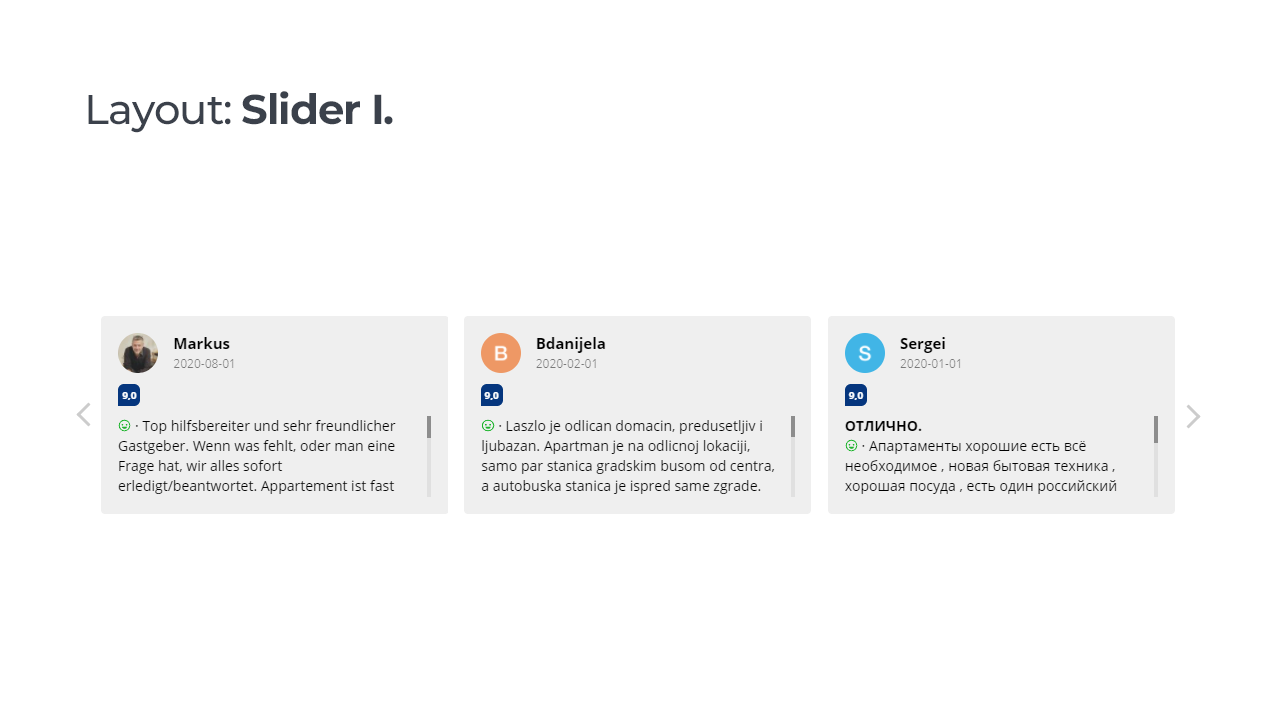 Layout: Slider I.
Markus
2020-08-01
9,0
· Top hilfsbereiter und sehr freundlicher
Gastgeber. Wenn was fehlt, oder man eine
Frage hat, wir alles sofort
erledigt/beantwortet. Appartement ist fast
B
Bdanijela
2020-02-01
9,0
· Laszlo je odlican domacin, predusetljiv i
ljubazan. Apartman je na odlicnoj lokaciji,
samo par stanica gradskim busom od centra,
a autobuska stanica je ispred same zgrade.
S
Sergei
2020-01-01
9,0
ОТЛИЧНО.
· Апартаменты хорошие есть всё
необходимое , новая бытовая техника ,
хорошая посуда , есть один российский